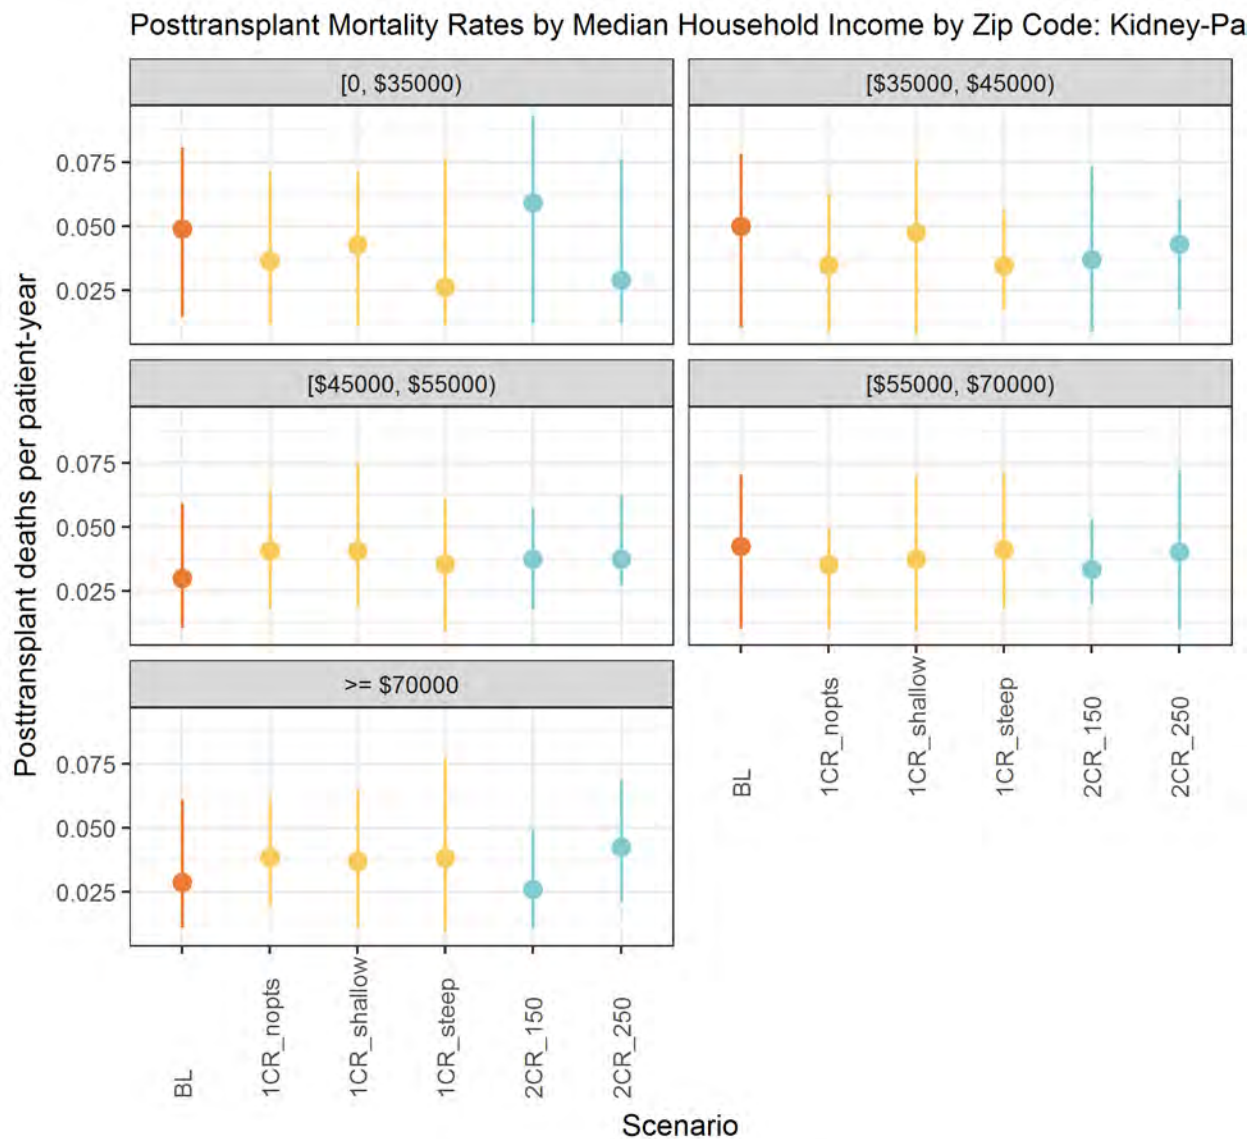 Posttransplant Mortality Rates by Median Household Income by Zip Code: Kidney-Pa
[0, $35000)
[$35000, $45000)
0.075
0.050
0.025
[$45000, $55000)
[$55000, $70000)
0.075
0.050
0.025
>= $70000
0.075
0.050
0.025
BL
1CR_nopts
1CR_shallow
1CR_steep
2CR_150
2CR_250
BL
1CR_nopts
1CR_shallow
1CR_steep
2CR_150
2CR_250
Posttransplant deaths per patient-year
Scenario